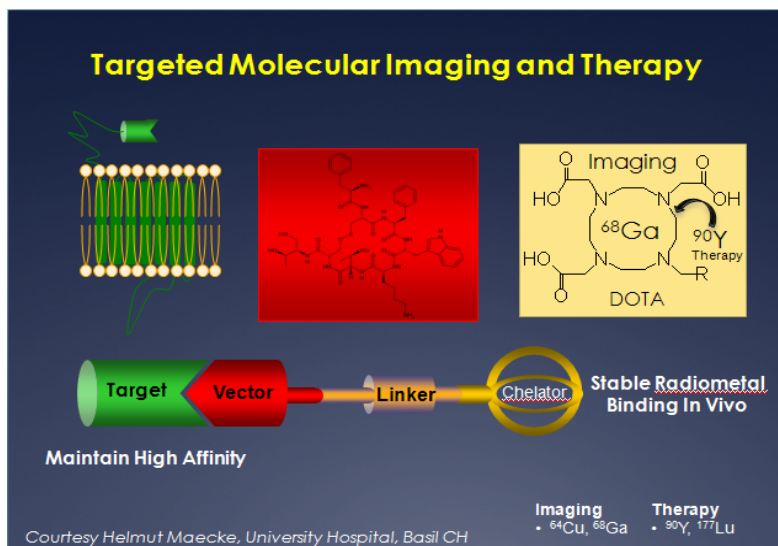 Targeted Molecular Imaging and Therapy
Imaging
O
O
HO
N
N
OH
⁶⁸Ga
⁹⁰Y
Therapy
HO
N
N
R
O
DOTA
Target
Vector
Linker
Chelator
Stable Radiometal
Binding In Vivo
Maintain High Affinity
Imaging
• ⁶⁴Cu, ⁶⁸Ga
Therapy
• ⁹⁰Y, ¹⁷⁷Lu
Courtesy Helmut Maecke, University Hospital, Basil CH